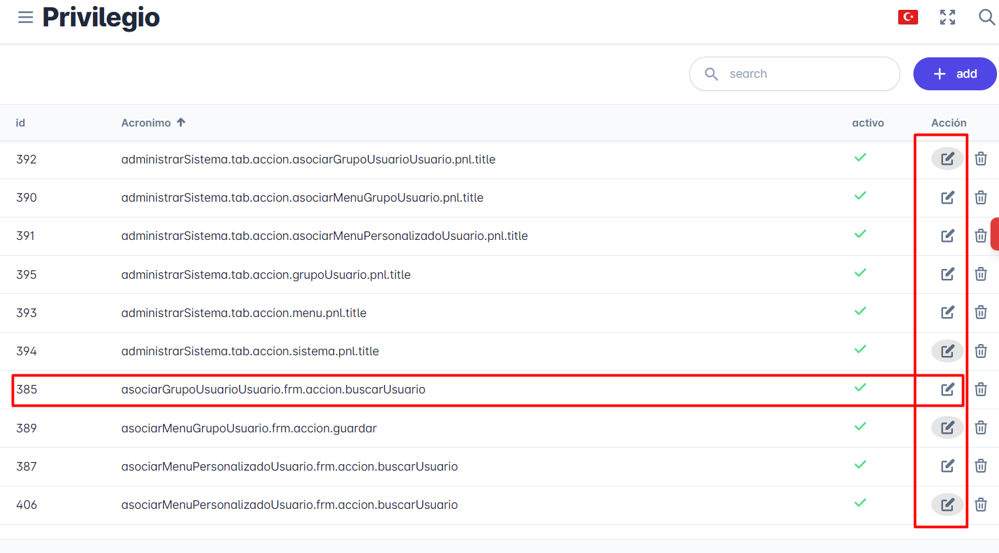 Privilegio
search
add
id Acronimo activo Acción
392 administrarSistema.tab.accion.asociarGrupoUsuarioUsuario.pnl.title
390 administrarSistema.tab.accion.asociarMenuGrupoUsuario.pnl.title
391 administrarSistema.tab.accion.asociarMenuPersonalizadoUsuario.pnl.title
395 administrarSistema.tab.accion.grupoUsuario.pnl.title
393 administrarSistema.tab.accion.menu.pnl.title
394 administrarSistema.tab.accion.sistema.pnl.title
385 asociarGrupoUsuarioUsuario.frm.accion.buscarUsuario
389 asociarMenuGrupoUsuario.frm.accion.guardar
387 asociarMenuPersonalizadoUsuario.frm.accion.buscarUsuario
406 asociarMenuPersonalizadoUsuario.frm.accion.buscarUsuario